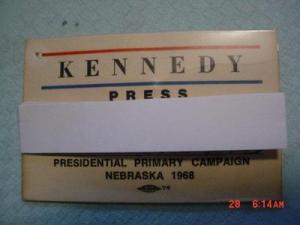 KENNEDY
PRESS
PRESIDENTIAL PRIMARY CAMPAIGN
NEBRASKA 1968
28 6:14AM